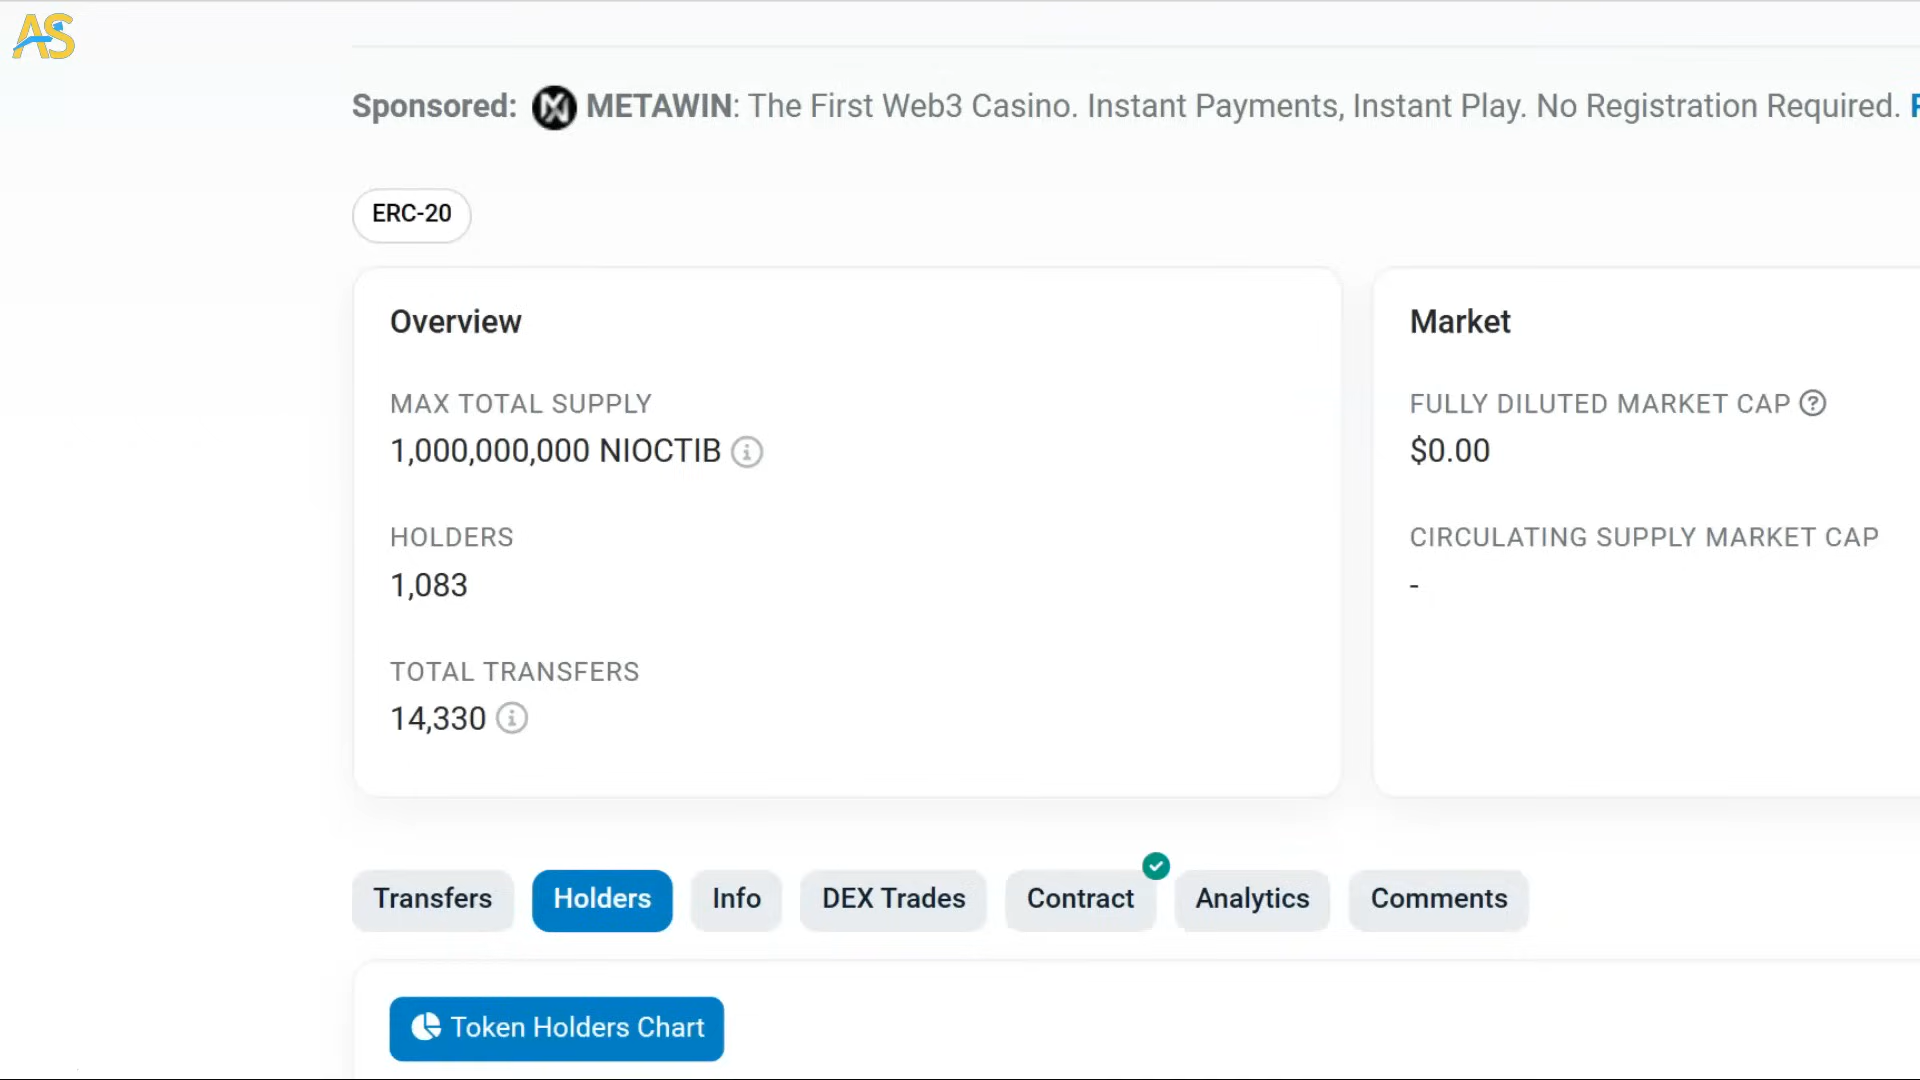 AS
Sponsored: METAWIN: The First Web3 Casino. Instant Payments, Instant Play. No Registration Required.
ERC-20
Overview
MAX TOTAL SUPPLY
1,000,000,000 NIOCTIB
HOLDERS
1,083
TOTAL TRANSFERS
14,330
Market
FULLY DILUTED MARKET CAP
$0.00
CIRCULATING SUPPLY MARKET CAP
-
Transfers Holders Info DEX Trades Contract Analytics Comments
Token Holders Chart